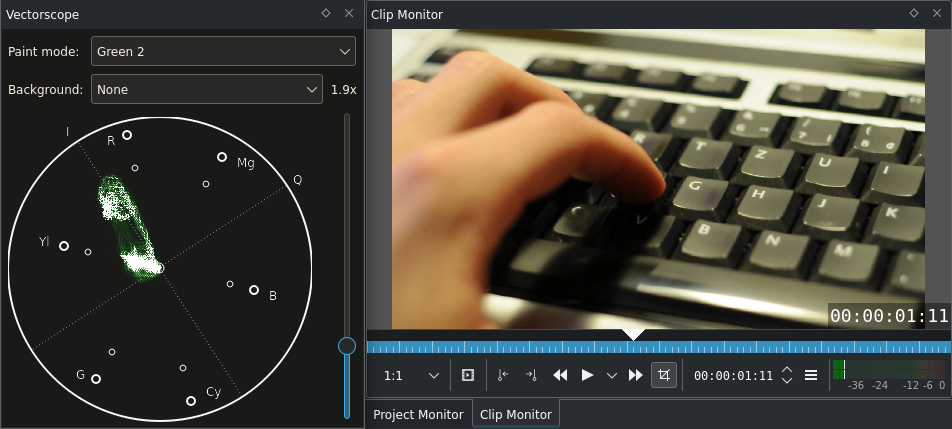 Vectorscope
Paint mode: Green 2
Background: None 1.9x
I
R
Mg
Q
Yl
B
G
Cy
Clip Monitor
R
T
Z
U
I
G
H
J
C
V
B
N
M
00:00:01:11
1:1
00:00:01:11
-36 -24 -12 -6 0
Project Monitor
Clip Monitor